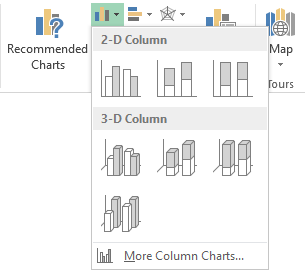 Recommended
Charts
2-D Column
3-D Column
More Column Charts...
Map
Tours